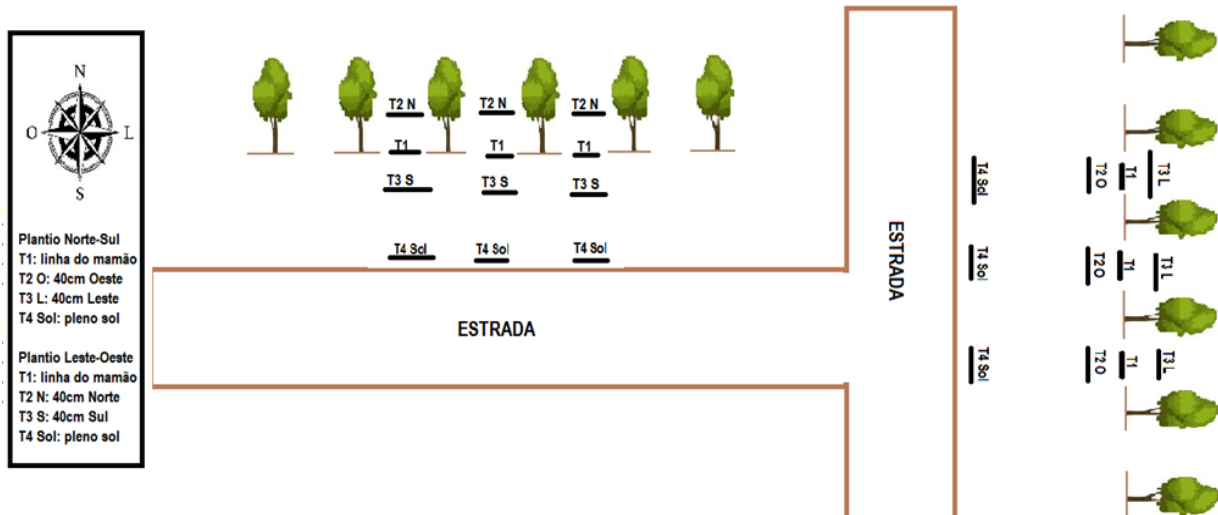 N
O
L
S
Plantio Norte-Sul
T1: linha do mamão
T2 O: 40cm Oeste
T3 L: 40cm Leste
T4 Sol: pleno sol
Plantio Leste-Oeste
T1: linha do mamão
T2 N: 40cm Norte
T3 S: 40cm Sul
T4 Sol: pleno sol
T2 N
T2 N
T2 N
T1
T1
T1
T3 S
T3 S
T3 S
T4 Sol
T4 Sol
T4 Sol
ESTRADA
ESTRADA
T4 Sol
T2 O
T1
T3 L
T4 Sol
T2 O
T1
T3 L
T4 Sol
T2 O
T1
T3 L